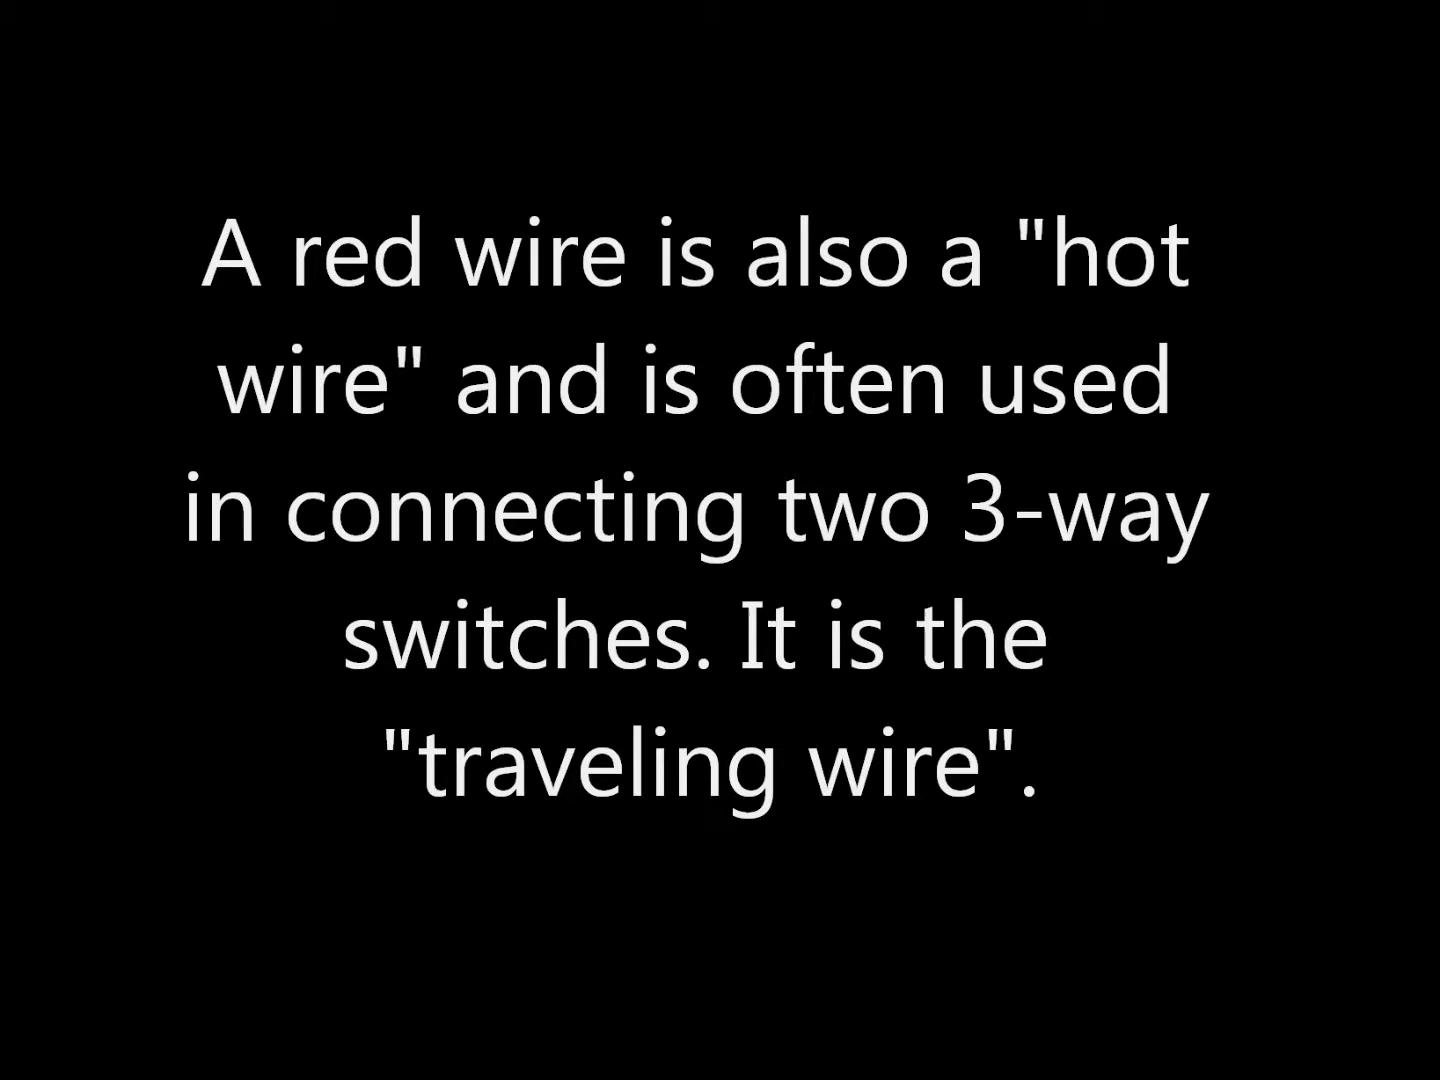 A red wire is also a "hot
wire" and is often used
in connecting two 3-way
switches. It is the
"traveling wire".